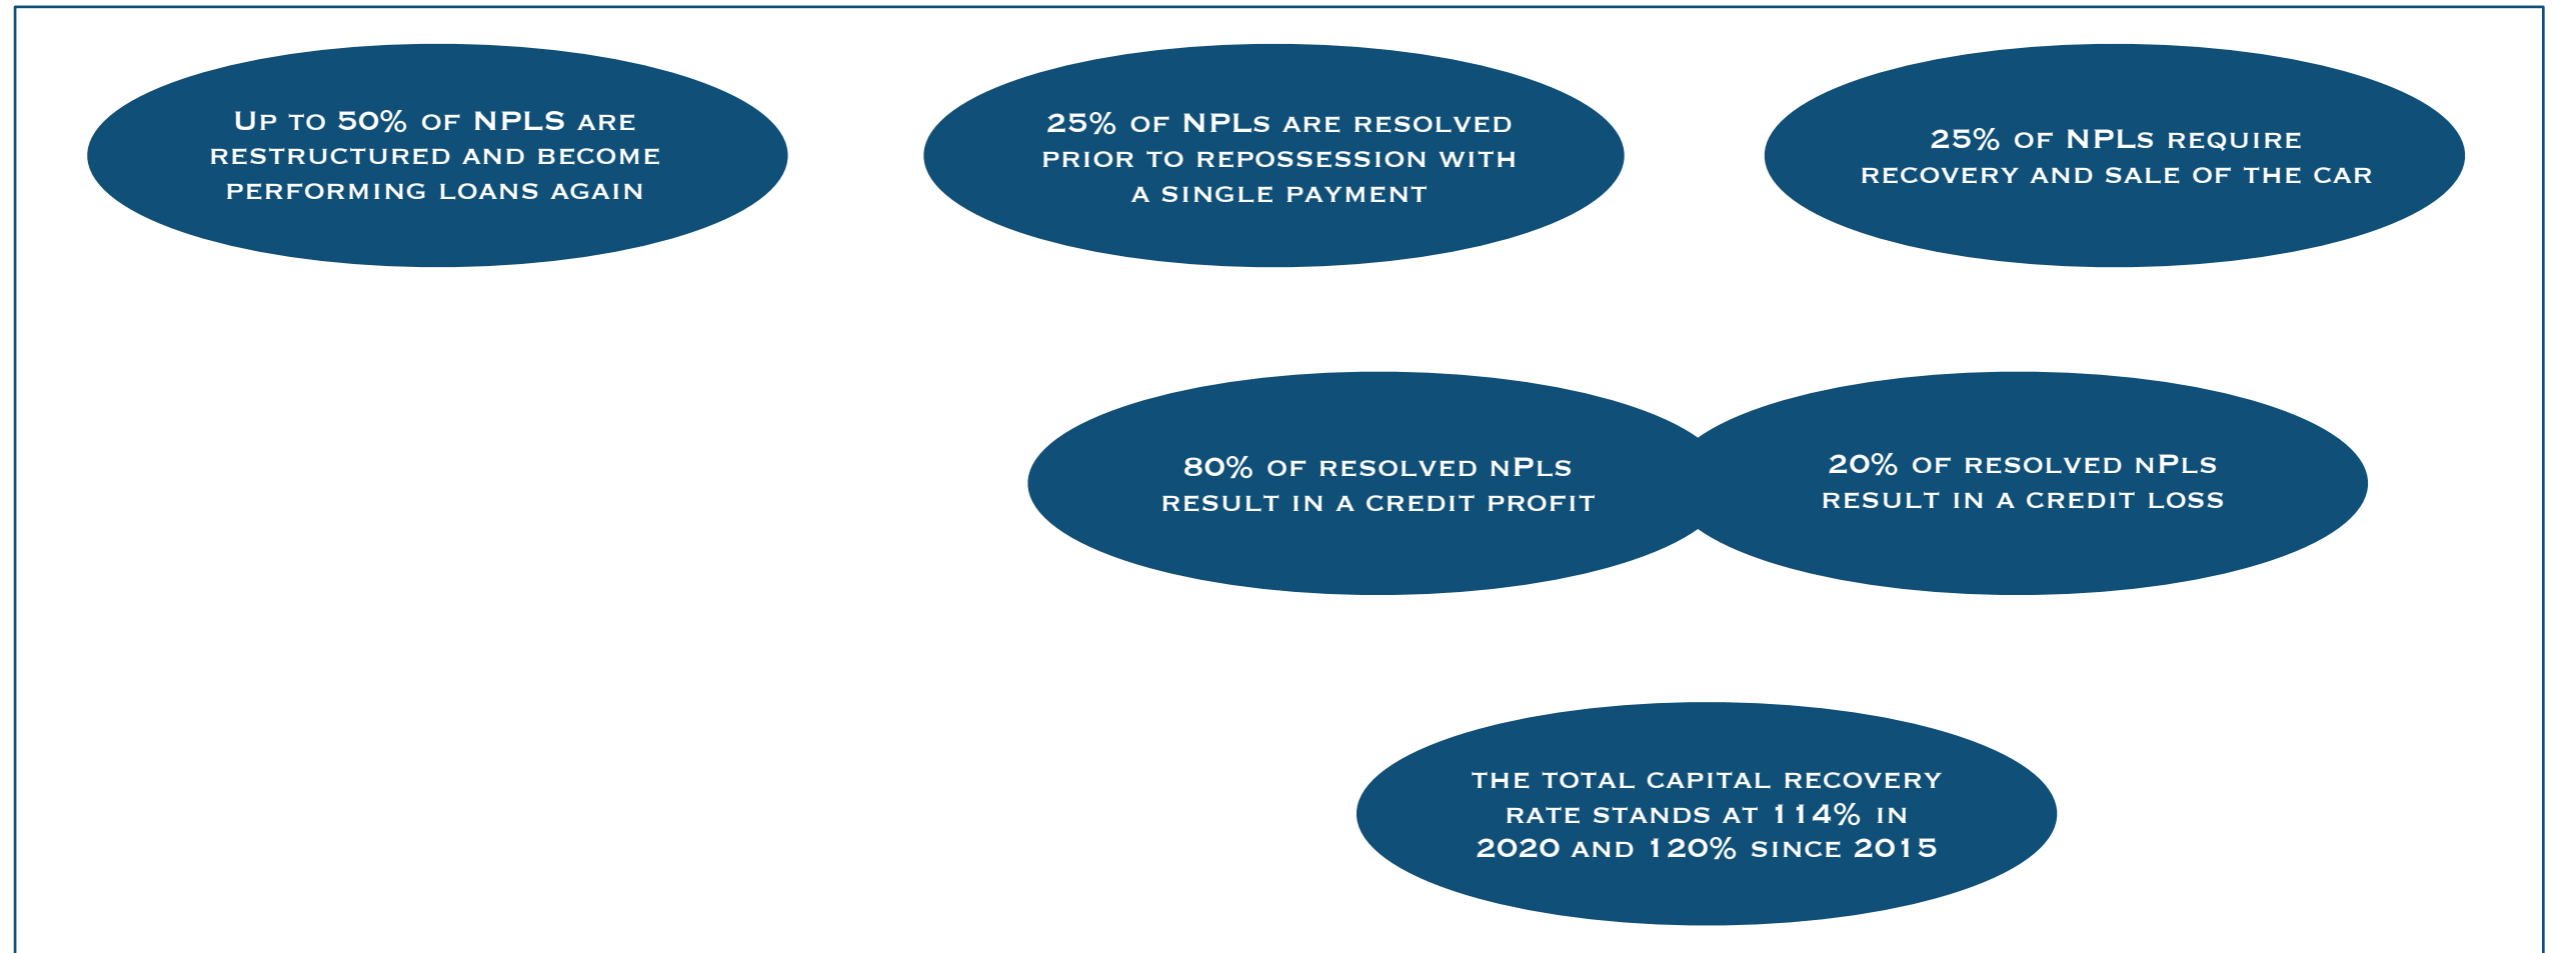 Up to 50% of NPLS are
restructured and become
performing loans again
25% of NPLs are resolved
prior to repossession with
a single payment
25% of NPLs require
recovery and sale of the car
80% of resolved nPls
result in a credit profit
20% of resolved nPls
result in a credit loss
the total capital recovery
rate stands at 114% in
2020 and 120% since 2015